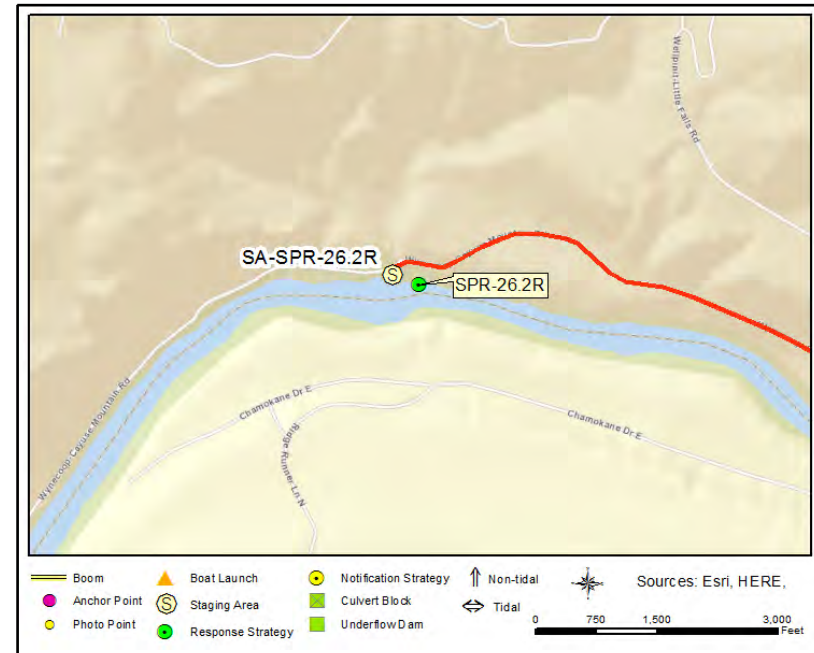 Wellpinit-Little Falls Rd
SA-SPR-26.2R
SPR-26.2R
Wynecoop-Cayuse Mountain Rd
Chamokane Dr E
Chamokane Dr E
Ridge Runner Ln N
Boom
Boat Launch
Notification Strategy
Non-tidal
Sources: Esri, HERE,
Anchor Point
S Staging Area
Culvert Block
Tidal
Photo Point
Response Strategy
Underflow Dam
0 750 1,500 3,000
Feet